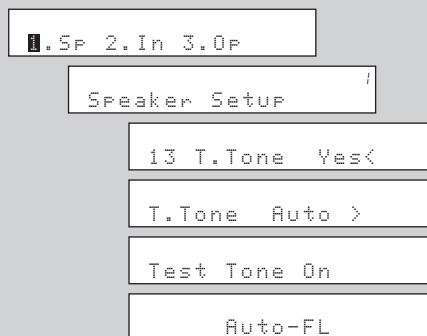 1.Sp 2.In 3.Op
1
Speaker Setup
13 T.Tone Yes<
T.Tone Auto >
Test Tone On
Auto-FL